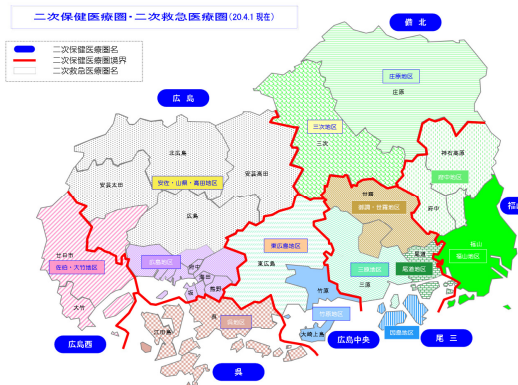 二次保健医療圏・二次救急医療圏(20.4.1 現在)
二次保健医療圏名
二次保健医療圏境界
二次救急医療圏名
備 北
広 島
庄原地区
庄原
三次地区
三次
北広島
安芸高田
安芸太田
安佐・山県・高田地区
神石高原
府中地区
世羅
御調・世羅地区
府中
広島
福山
福山地区
東広島地区
東広島
尾道
広島地区
府中
海田
廿日市
佐伯・大竹地区
三原地区
尾道地区
三原
坂
熊野
竹原
大竹
呉
呉地区
竹原地区
江田島
大崎上島
因島地区
広島西
広島中央
尾 三
呉